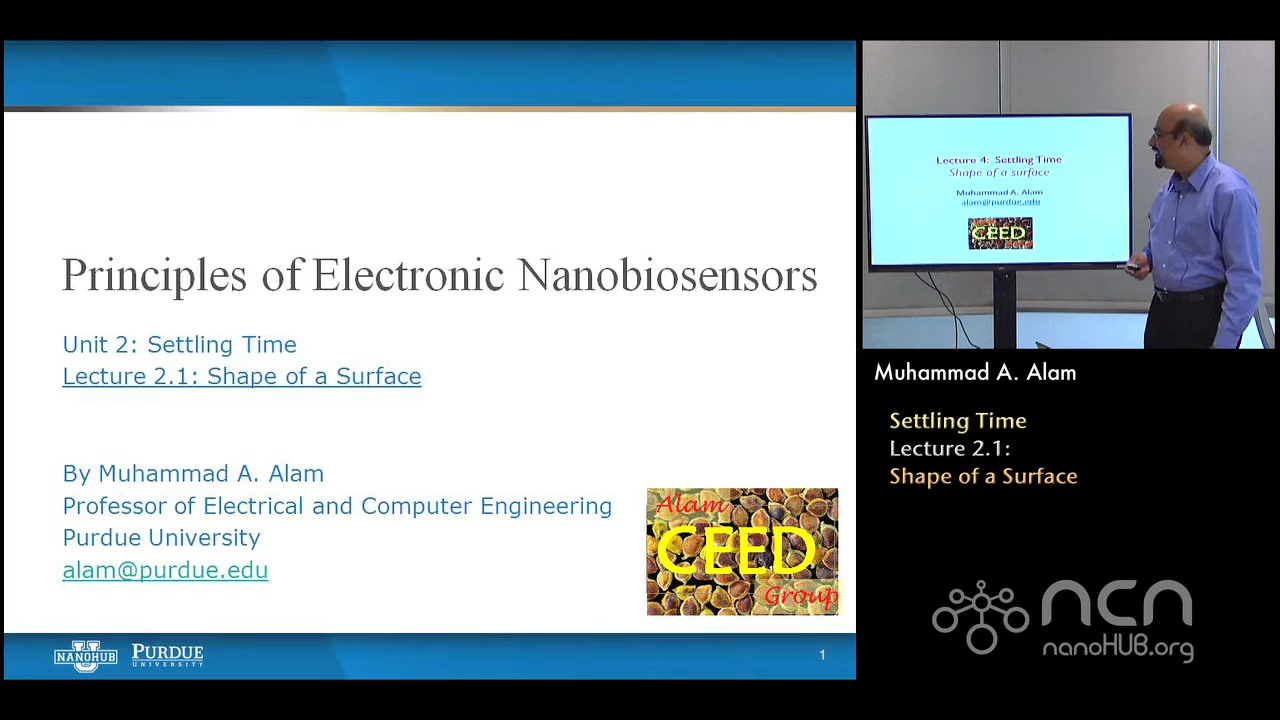 Principles of Electronic Nanobiosensors
Unit 2: Settling Time
Lecture 2.1: Shape of a Surface
By Muhammad A. Alam
Professor of Electrical and Computer Engineering
Purdue University
alam@purdue.edu
Alam
CEED
Group
NANOHUB
U
PURDUE
UNIVERSITY
1
Lecture 4: Settling Time
Shape of a surface
Muhammad A. Alam
alam@purdue.edu
CEED
Muhammad A. Alam
Settling Time
Lecture 2.1:
Shape of a Surface
ncn
nanoHUB.org